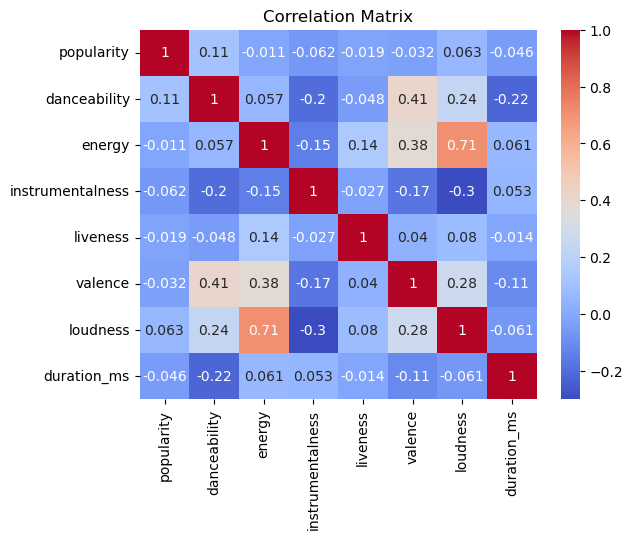 Correlation Matrix
popularity 1 0.11 -0.011 -0.062 -0.019 -0.032 0.063 -0.046
danceability 0.11 1 0.057 -0.2 -0.048 0.41 0.24 -0.22
energy -0.011 0.057 1 -0.15 0.14 0.38 0.71 0.061
instrumentalness -0.062 -0.2 -0.15 1 -0.027 -0.17 -0.3 0.053
liveness -0.019 -0.048 0.14 -0.027 1 0.04 0.08 -0.014
valence -0.032 0.41 0.38 -0.17 0.04 1 0.28 -0.11
loudness 0.063 0.24 0.71 -0.3 0.08 0.28 1 -0.061
duration_ms -0.046 -0.22 0.061 0.053 -0.014 -0.11 -0.061 1
popularity
danceability
energy
instrumentalness
liveness
valence
loudness
duration_ms
1.0
0.8
0.6
0.4
0.2
0.0
−0.2